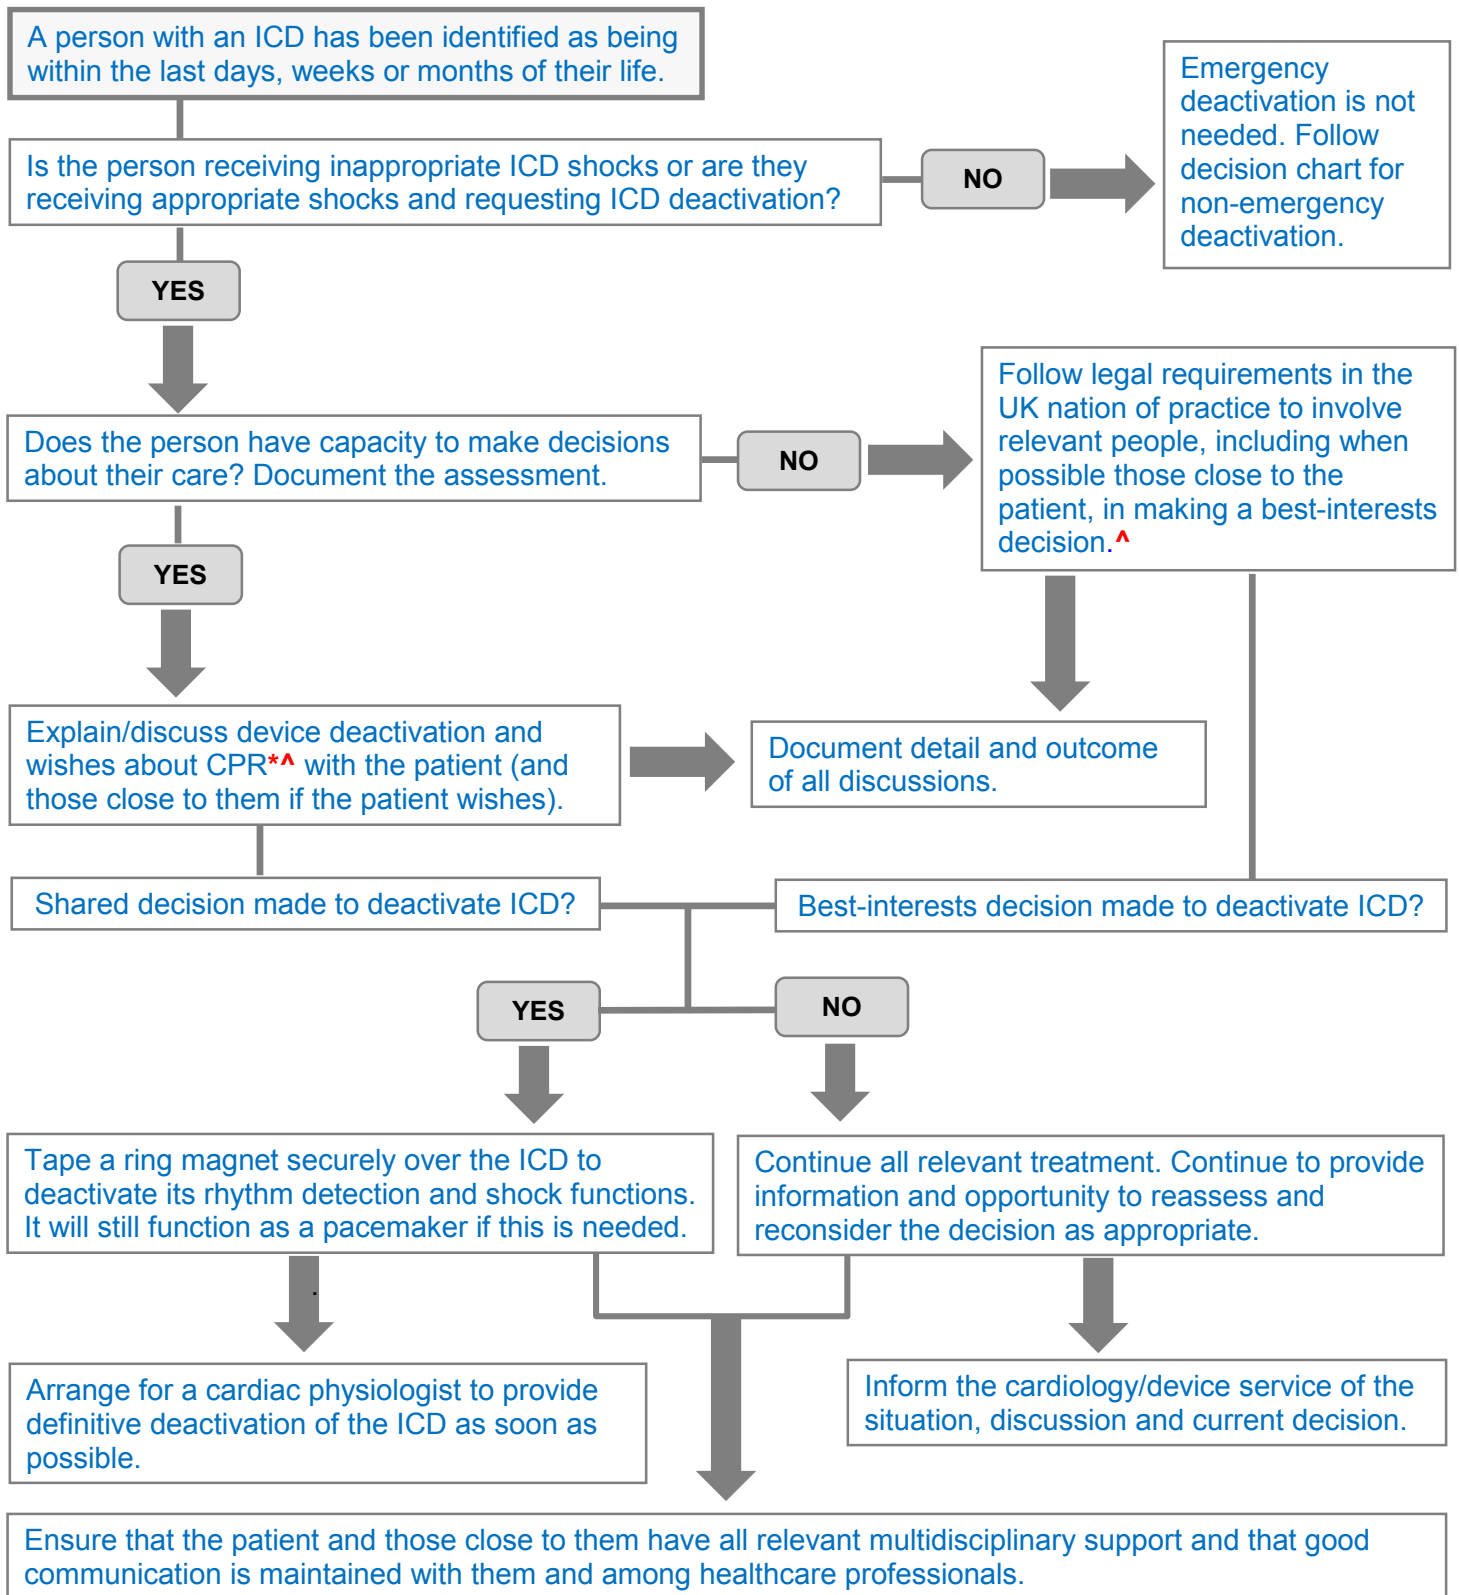 A person with an ICD has been identified as being
within the last days, weeks or months of their life.
Is the person receiving inappropriate ICD shocks or are they
receiving appropriate shocks and requesting ICD deactivation?
NO
Emergency
deactivation is not
needed. Follow
decision chart for
non-emergency
deactivation.
YES
Does the person have capacity to make decisions
about their care? Document the assessment.
NO
Follow legal requirements in the
UK nation of practice to involve
relevant people, including when
possible those close to the
patient, in making a best-interests
decision.^
YES
Explain/discuss device deactivation and
wishes about CPR*^ with the patient (and
those close to them if the patient wishes).
Document detail and outcome
of all discussions.
Shared decision made to deactivate ICD?
Best-interests decision made to deactivate ICD?
YES
NO
Tape a ring magnet securely over the ICD to
deactivate its rhythm detection and shock functions.
It will still function as a pacemaker if this is needed.
Continue all relevant treatment. Continue to provide
information and opportunity to reassess and
reconsider the decision as appropriate.
.
Arrange for a cardiac physiologist to provide
definitive deactivation of the ICD as soon as
possible.
Inform the cardiology/device service of the
situation, discussion and current decision.
Ensure that the patient and those close to them have all relevant multidisciplinary support and that good
communication is maintained with them and among healthcare professionals.